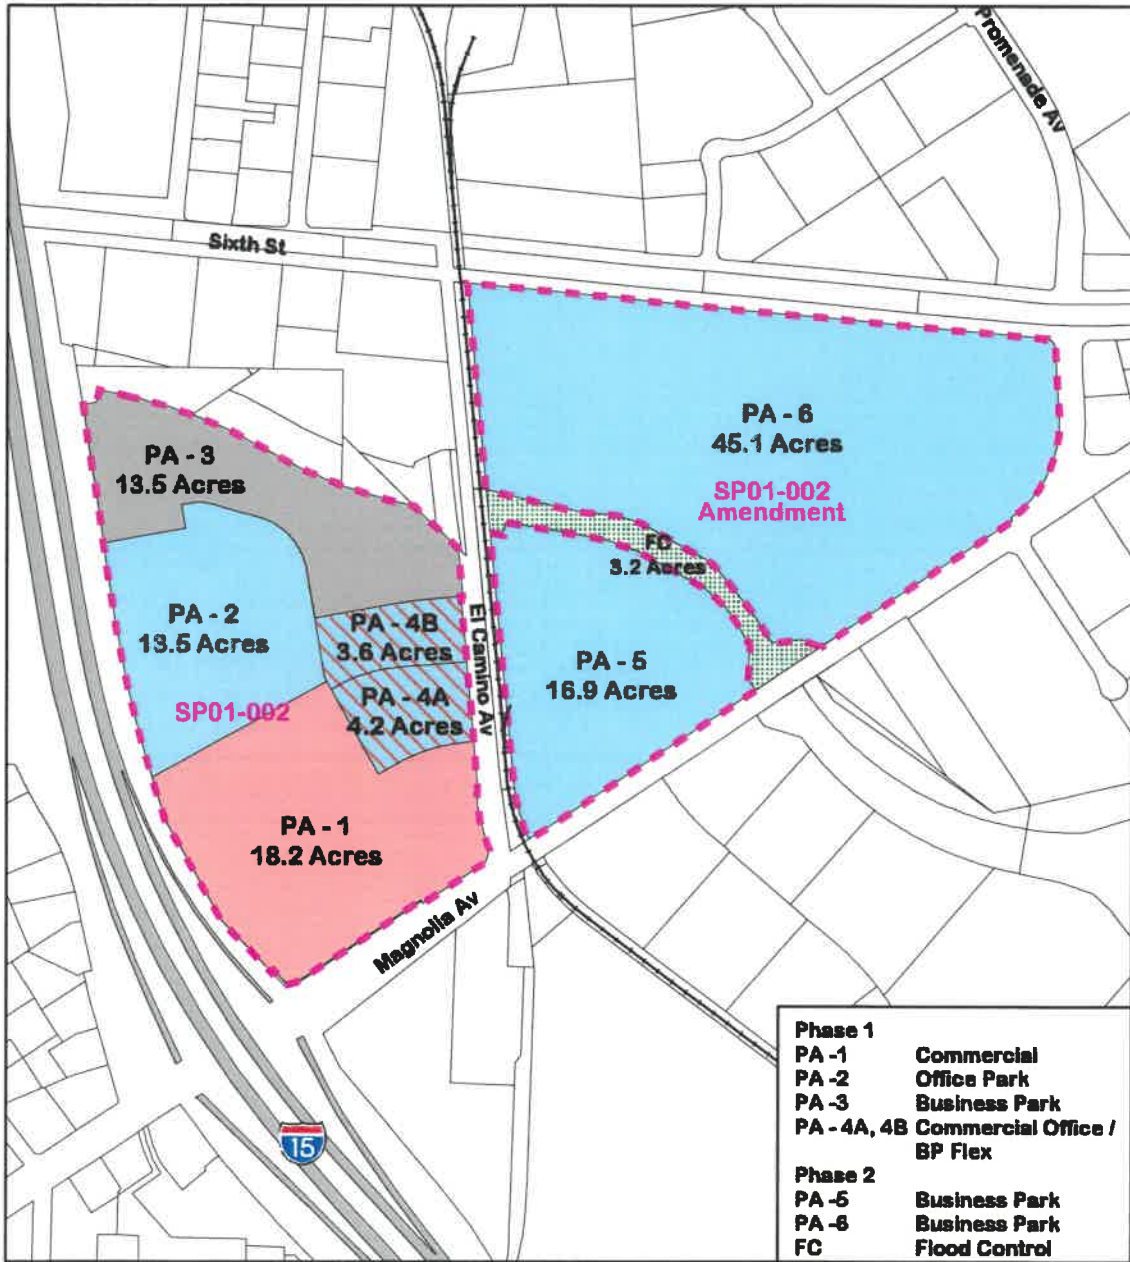 Promenade Av
Sixth St
PA - 6
45.1 Acres
SP01-002
Amendment
PA - 3
13.5 Acres
FC
3.2 Acres
PA - 2
13.5 Acres
SP01-002
PA - 4B
3.6 Acres
PA - 4A
4.2 Acres
El Camino Av
PA - 5
16.9 Acres
PA - 1
18.2 Acres
Magnolia Av
15
Phase 1
PA -1 Commercial
PA -2 Office Park
PA -3 Business Park
PA - 4A, 4B Commercial Office /
BP Flex
Phase 2
PA -5 Business Park
PA -6 Business Park
FC Flood Control